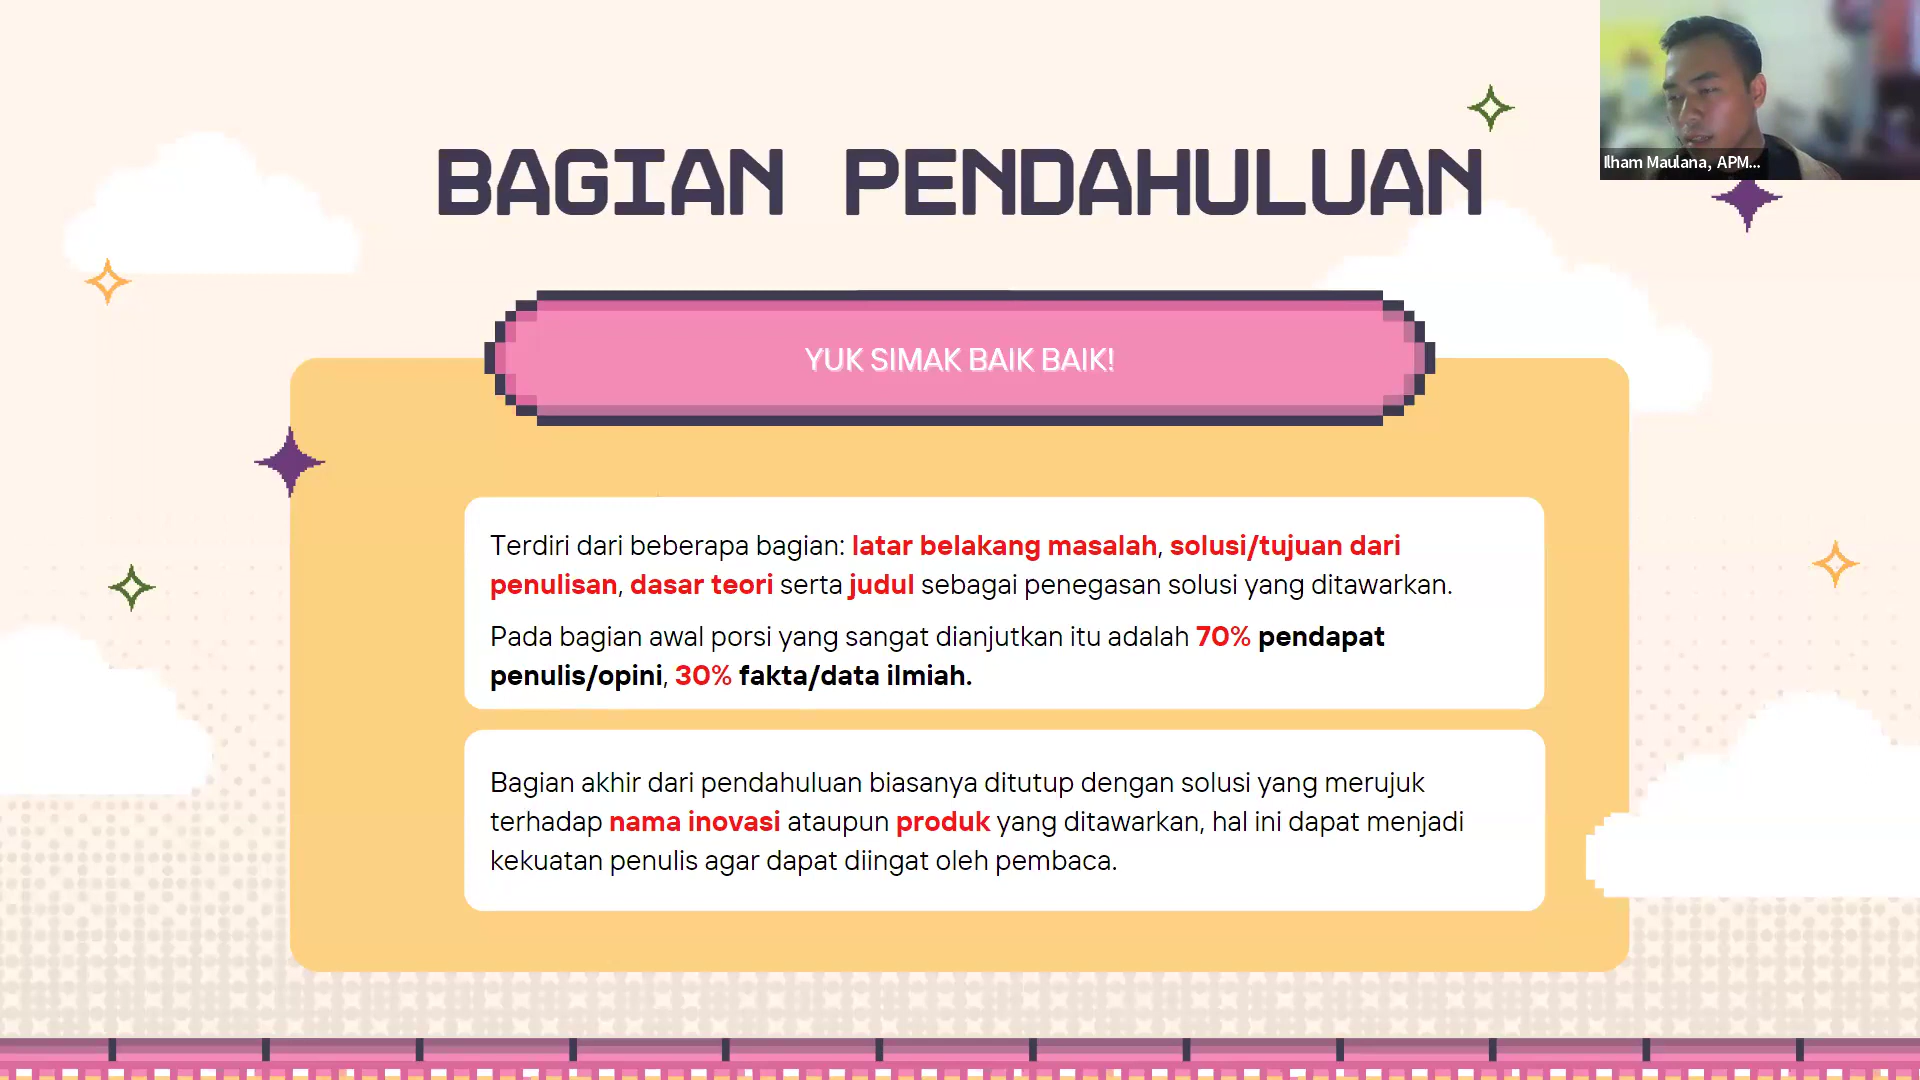 BAGIAN PENDAHULUAN
Ilham Maulana, APM...
YUK SIMAK BAIK BAIK!
Terdiri dari beberapa bagian: latar belakang masalah, solusi/tujuan dari
penulisan, dasar teori serta judul sebagai penegasan solusi yang ditawarkan.
Pada bagian awal porsi yang sangat dianjutkan itu adalah 70% pendapat
penulis/opini, 30% fakta/data ilmiah.
Bagian akhir dari pendahuluan biasanya ditutup dengan solusi yang merujuk
terhadap nama inovasi ataupun produk yang ditawarkan, hal ini dapat menjadi
kekuatan penulis agar dapat diingat oleh pembaca.